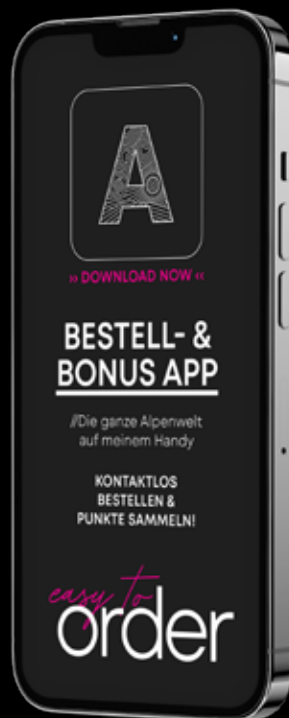 A
›› DOWNLOAD NOW ‹‹
BESTELL- &
BONUS APP
//Die ganze Alpenwelt
auf meinem Handy
KONTAKTLOS
BESTELLEN &
PUNKTE SAMMELN!
easy to
order